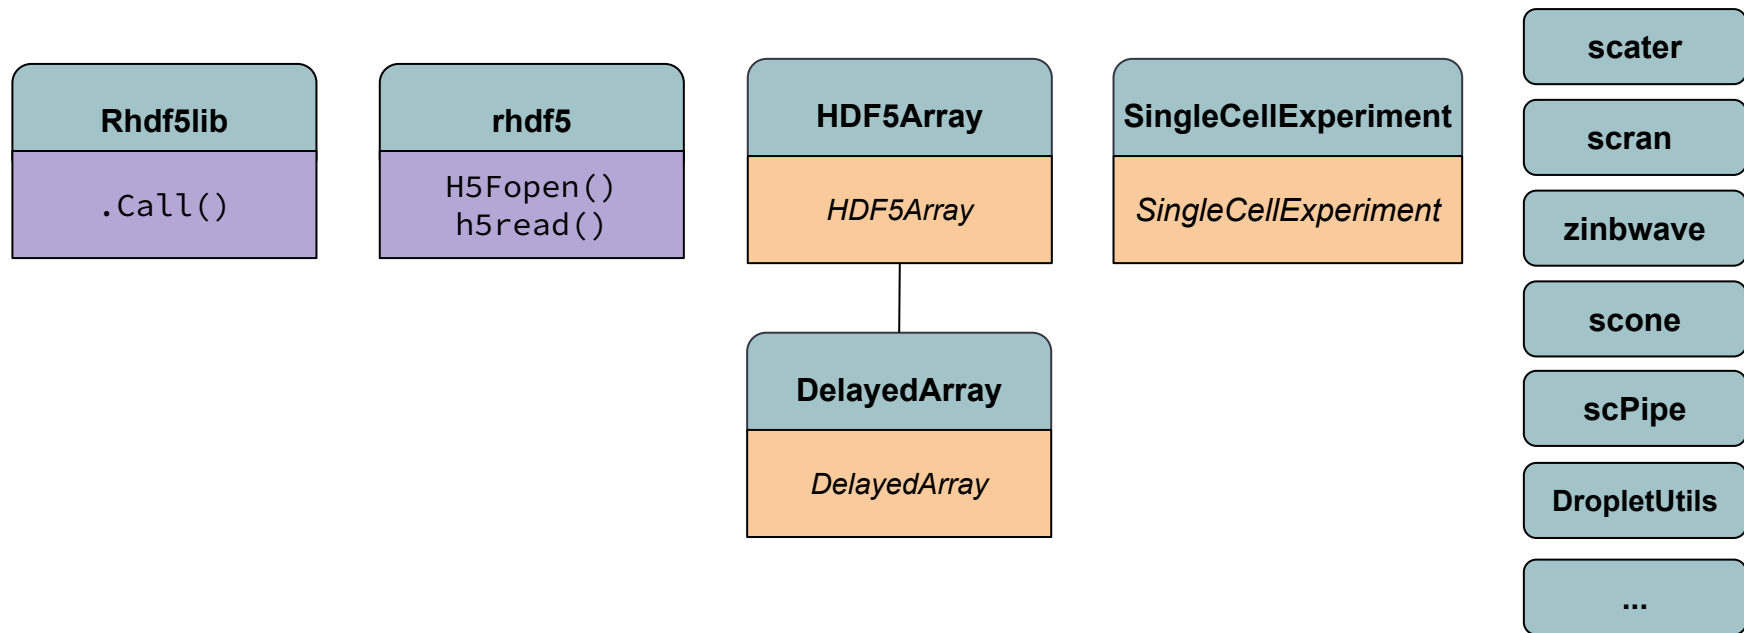 Rhdf5lib
.Call()
rhdf5
H5Fopen()
h5read()
HDF5Array
HDF5Array
DelayedArray
DelayedArray
SingleCellExperiment
SingleCellExperiment
scater
scran
zinbwave
scone
scPipe
DropletUtils
...